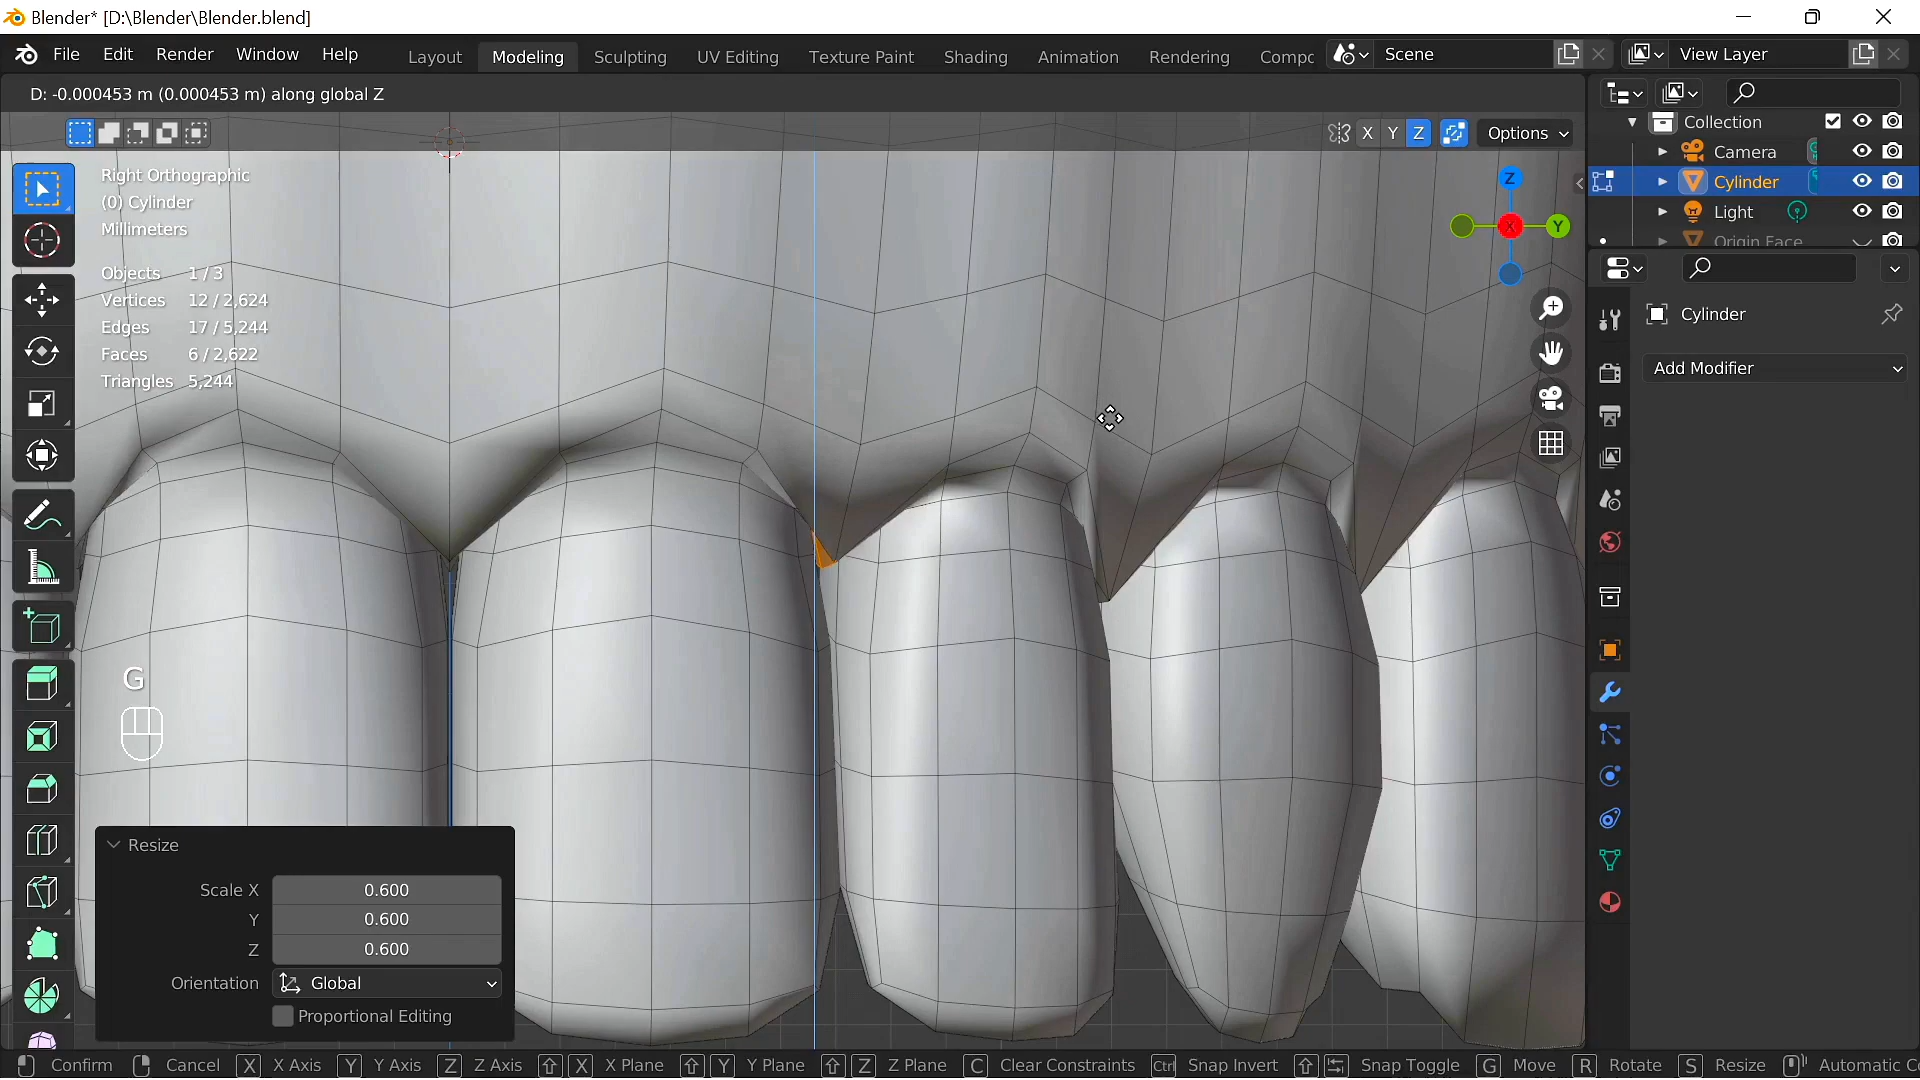 Blender* [D:\Blender\Blender.blend]
File Edit Render Window Help Layout Modeling Sculpting UV Editing Texture Paint Shading Animation Rendering Compc Scene View Layer
D: -0.000453 m (0.000453 m) along global Z
X Y Z Options
Right Orthographic
(0) Cylinder
Millimeters
Objects 1 / 3
Vertices 12 / 2,624
Edges 17 / 5,244
Faces 6 / 2,622
Triangles 5,244
Z
X
Y
Collection
Camera
Cylinder
Light
Origin Face
Cylinder
Add Modifier
G
Resize
Scale X 0.600
Y 0.600
Z 0.600
Orientation Global
Proportional Editing
Confirm Cancel X X Axis Y Y Axis Z Z Axis X X Plane Y Y Plane Z Z Plane C Clear Constraints Ctrl Snap Invert Snap Toggle G Move R Rotate S Resize Automatic Co